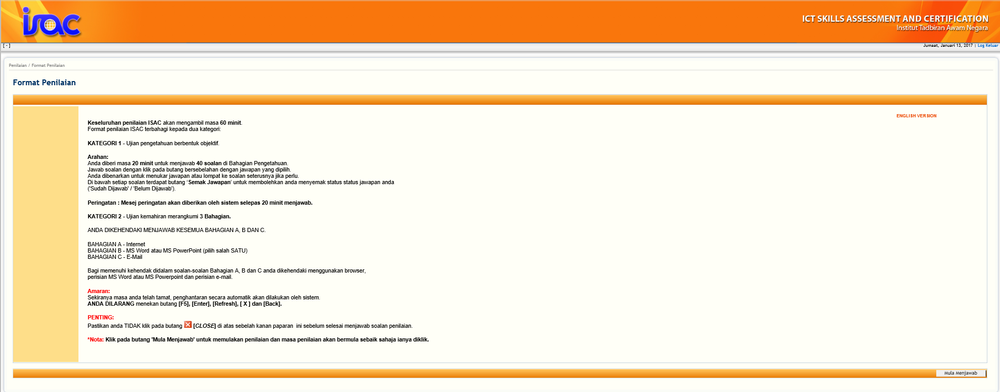 isac
ICT SKILLS ASSESSMENT AND CERTIFICATION
Institut Tadbiran Awam Negara
[ - ]
Jumaat, Januari 13, 2017 | Log Keluar
Penilaian / Format Penilaian
Format Penilaian
ENGLISH VERSION
Keseluruhan penilaian ISAC akan mengambil masa 60 minit.
Format penilaian ISAC terbahagi kepada dua kategori:
KATEGORI 1 - Ujian pengetahuan berbentuk objektif.
Arahan:
Anda diberi masa 20 minit untuk menjawab 40 soalan di Bahagian Pengetahuan.
Jawab soalan dengan klik pada butang bersebelahan dengan jawapan yang dipilih.
Anda dibenarkan untuk menukar jawapan atau lompat ke soalan seterusnya jika perlu.
Di bawah setiap soalan terdapat butang 'Semak Jawapan' untuk membolehkan anda menyemak status status jawapan anda
('Sudah Dijawab' / 'Belum Dijawab').
Peringatan : Mesej peringatan akan diberikan oleh sistem selepas 20 minit menjawab.
KATEGORI 2 - Ujian kemahiran merangkumi 3 Bahagian.
ANDA DIKEHENDAKI MENJAWAB KESEMUA BAHAGIAN A, B DAN C.
BAHAGIAN A - Internet
BAHAGIAN B - MS Word atau MS PowerPoint (pilih salah SATU)
BAHAGIAN C - E-Mail
Bagi memenuhi kehendak didalam soalan-soalan Bahagian A, B dan C anda dikehendaki menggunakan browser,
perisian MS Word atau MS Powerpoint dan perisian e-mail.
Amaran:
Sekiranya masa anda telah tamat, penghantaran secara automatik akan dilakukan oleh sistem.
ANDA DILARANG menekan butang [F5], [Enter], [Refresh], [ X ] dan [Back].
PENTING:
Pastikan anda TIDAK klik pada butang [CLOSE] di atas sebelah kanan paparan ini sebelum selesai menjawab soalan penilaian.
*Nota: Klik pada butang 'Mula Menjawab' untuk memulakan penilaian dan masa penilaian akan bermula sebaik sahaja ianya diklik.
Mula Menjawab